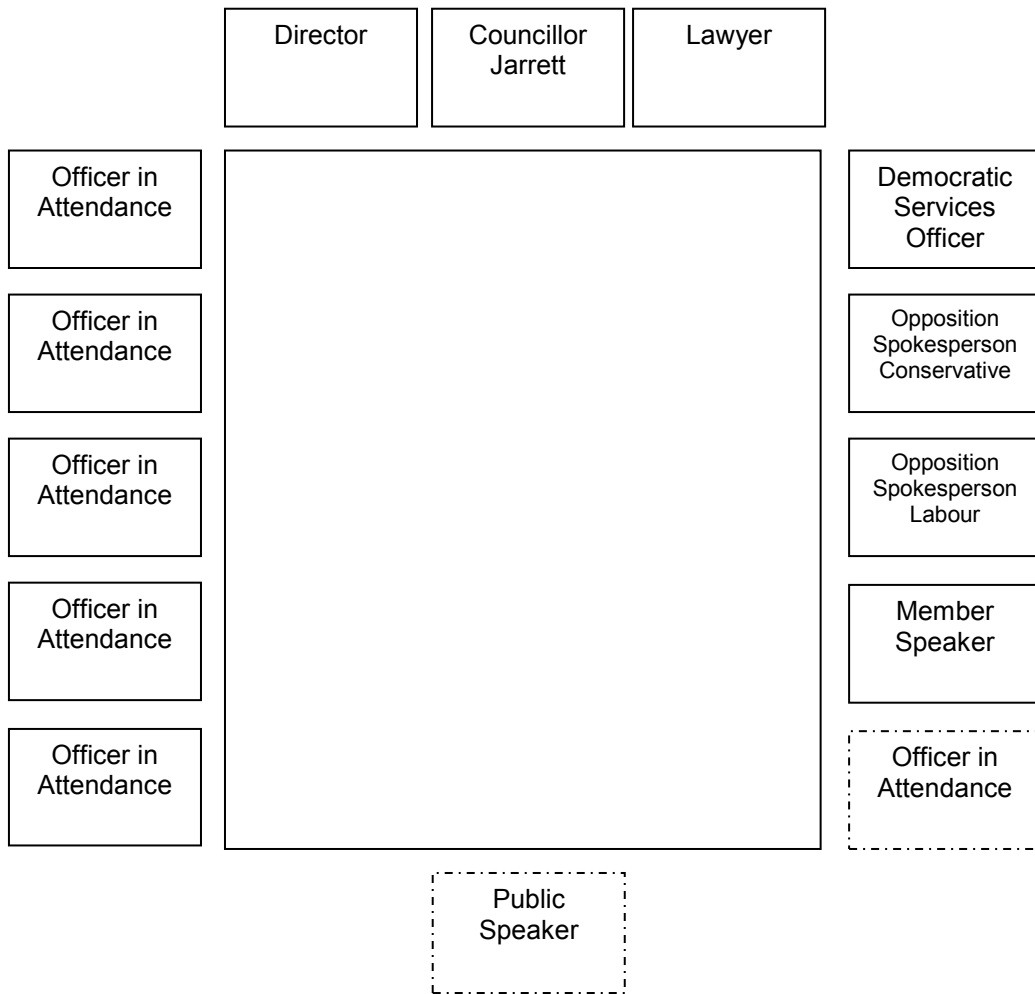 Director
Councillor
Jarrett
Lawyer
Officer in
Attendance
Democratic
Services
Officer
Officer in
Attendance
Opposition
Spokesperson
Conservative
Officer in
Attendance
Opposition
Spokesperson
Labour
Officer in
Attendance
Member
Speaker
Officer in
Attendance
Officer in
Attendance
Public
Speaker